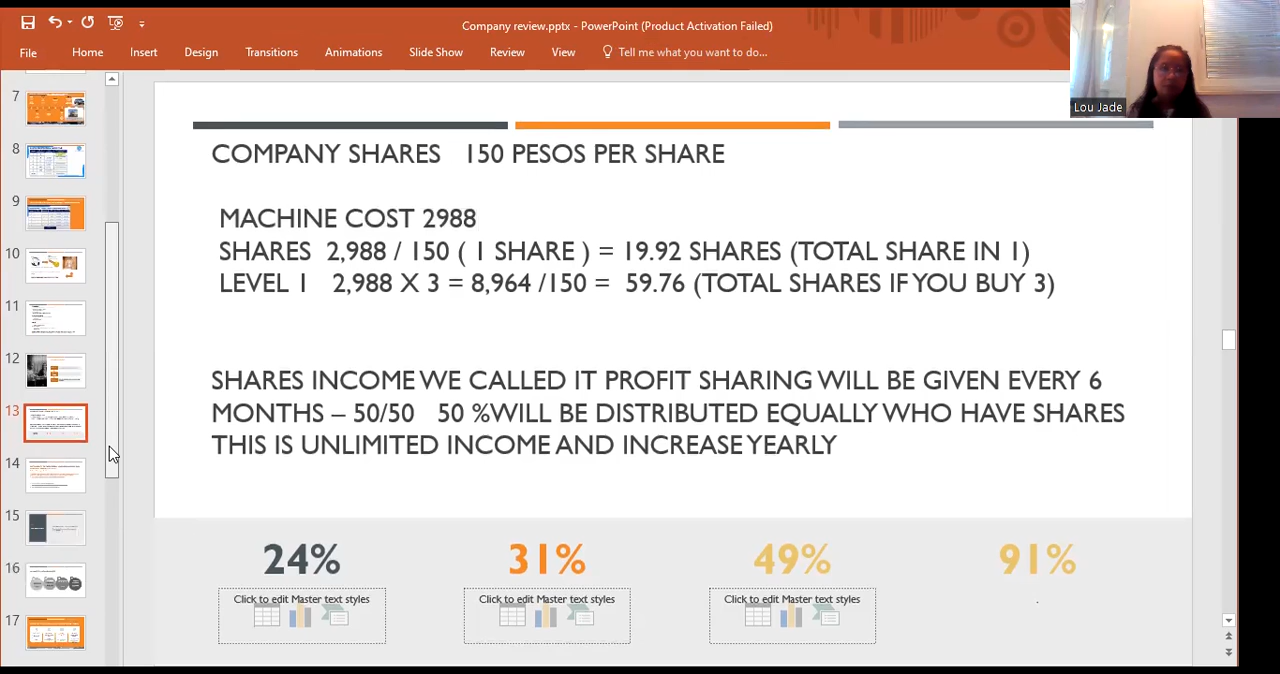 Company review.pptx - PowerPoint (Product Activation Failed)
File Home Insert Design Transitions Animations Slide Show Review View Tell me what you want to do...
Lou Jade
7
8
9
10
11
12
13
14
15
16
17
COMPANY SHARES 150 PESOS PER SHARE
MACHINE COST 2988
SHARES 2,988 / 150 ( 1 SHARE ) = 19.92 SHARES (TOTAL SHARE IN 1)
LEVEL 1 2,988 X 3 = 8,964 /150 = 59.76 (TOTAL SHARES IF YOU BUY 3)
SHARES INCOME WE CALLED IT PROFIT SHARING WILL BE GIVEN EVERY 6
MONTHS – 50/50 50 %WILL BE DISTRIBUTED EQUALLY WHO HAVE SHARES
THIS IS UNLIMITED INCOME AND INCREASE YEARLY
24% 31% 49% 91%
Click to edit Master text styles Click to edit Master text styles Click to edit Master text styles .